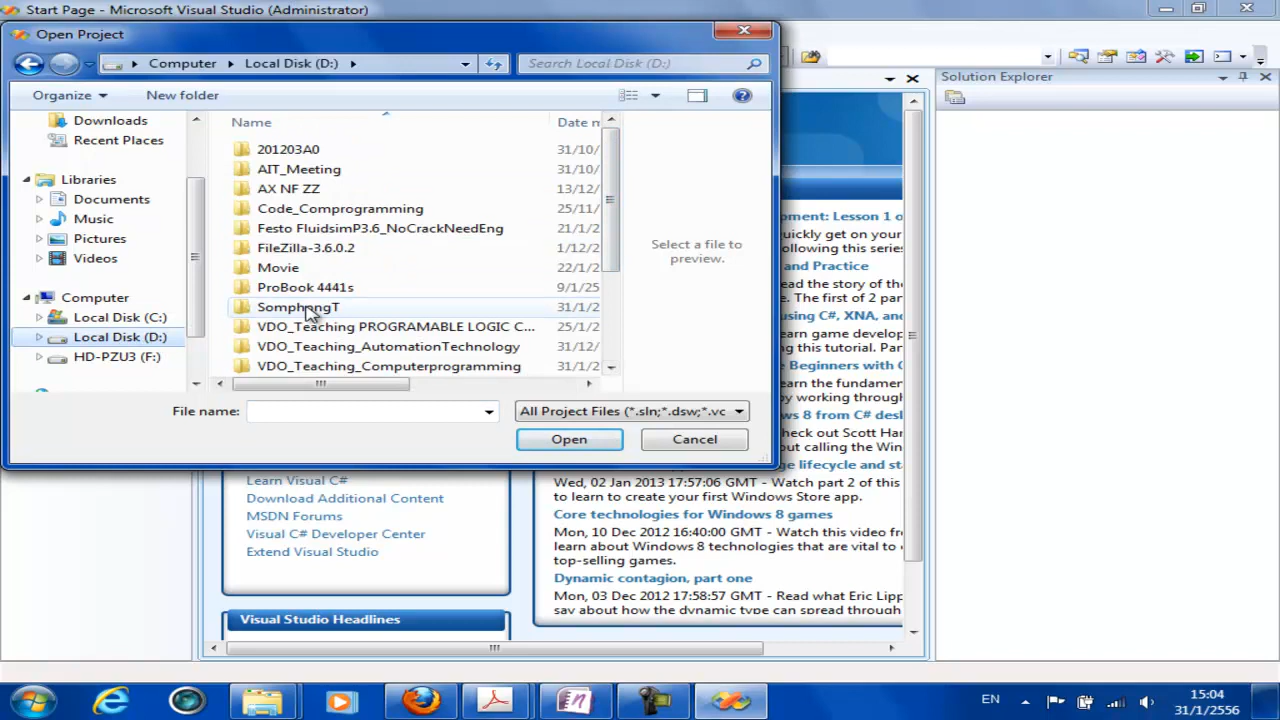 Start Page - Microsoft Visual Studio (Administrator)
Open Project
Computer Local Disk (D:)
Search Local Disk (D:)
Organize
New folder
Solution Explorer
Downloads
Recent Places
Libraries
Documents
Music
Pictures
Videos
Computer
Local Disk (C:)
Local Disk (D:)
HD-PZU3 (F:)
Name
Date m
201203A0
31/10/
AIT_Meeting
31/10/
AX NF ZZ
13/12/
Code_Comprogramming
25/11/
Festo FluidsimP3.6_NoCrackNeedEng
21/1/2
FileZilla-3.6.0.2
1/12/2
Movie
22/1/2
ProBook 4441s
9/1/25
SomphongT
31/1/2
VDO_Teaching PROGRAMABLE LOGIC C...
25/1/2
VDO_Teaching_AutomationTechnology
31/12/
VDO_Teaching_Computerprogramming
31/1/2
Select a file to
preview.
File name:
All Project Files (*.sln;*.dsw;*.vc
Open
Cancel
pment: Lesson 1 o
quickly get on your
following this series
and Practice
ead the story of the
. The first of 2 par
using C#, XNA, and
earn game develop
g this tutorial. Part
e Beginners with C
earn the fundamen
by working through
s 8 from C# desk
heck out Scott Han
out calling the Win
ge lifecycle and sta
Wed, 02 Jan 2013 17:57:06 GMT - Watch part 2 of this
to learn to create your first Windows Store app.
Core technologies for Windows 8 games
Mon, 10 Dec 2012 16:40:00 GMT - Watch this video fr
learn about Windows 8 technologies that are vital to c
top-selling games.
Dynamic contagion, part one
Mon, 03 Dec 2012 17:58:57 GMT - Read what Eric Lipp
say about how the dynamic type can spread through
Learn Visual C#
Download Additional Content
MSDN Forums
Visual C# Developer Center
Extend Visual Studio
Visual Studio Headlines
EN
15:04
31/1/2556